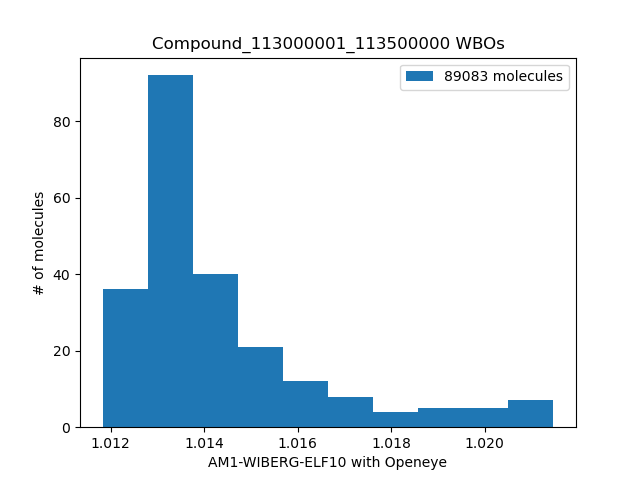 Compound_113000001_113500000 WBOs
89083 molecules
80
60
40
20
0
# of molecules
1.012 1.014 1.016 1.018 1.020
AM1-WIBERG-ELF10 with Openeye